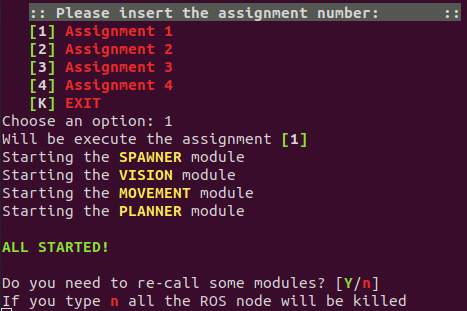 :: Please insert the assignment number: ::
[1] Assignment 1
[2] Assignment 2
[3] Assignment 3
[4] Assignment 4
[K] EXIT
Choose an option: 1
Will be execute the assignment [1]
Starting the SPAWNER module
Starting the VISION module
Starting the MOVEMENT module
Starting the PLANNER module
ALL STARTED!
Do you need to re-call some modules? [Y/n]
If you type n all the ROS node will be killed